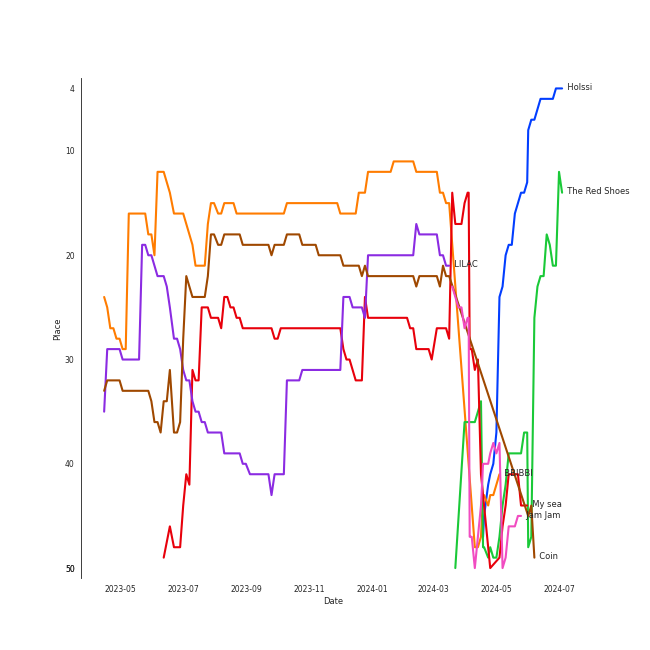 4
Holssi
10
The Red Shoes
20
LILAC
30
Place
40
BBIBBI
My sea
Jam Jam
Coin
50
2023-05
2023-07
2023-09
2023-11
2024-01
2024-03
2024-05
2024-07
Date